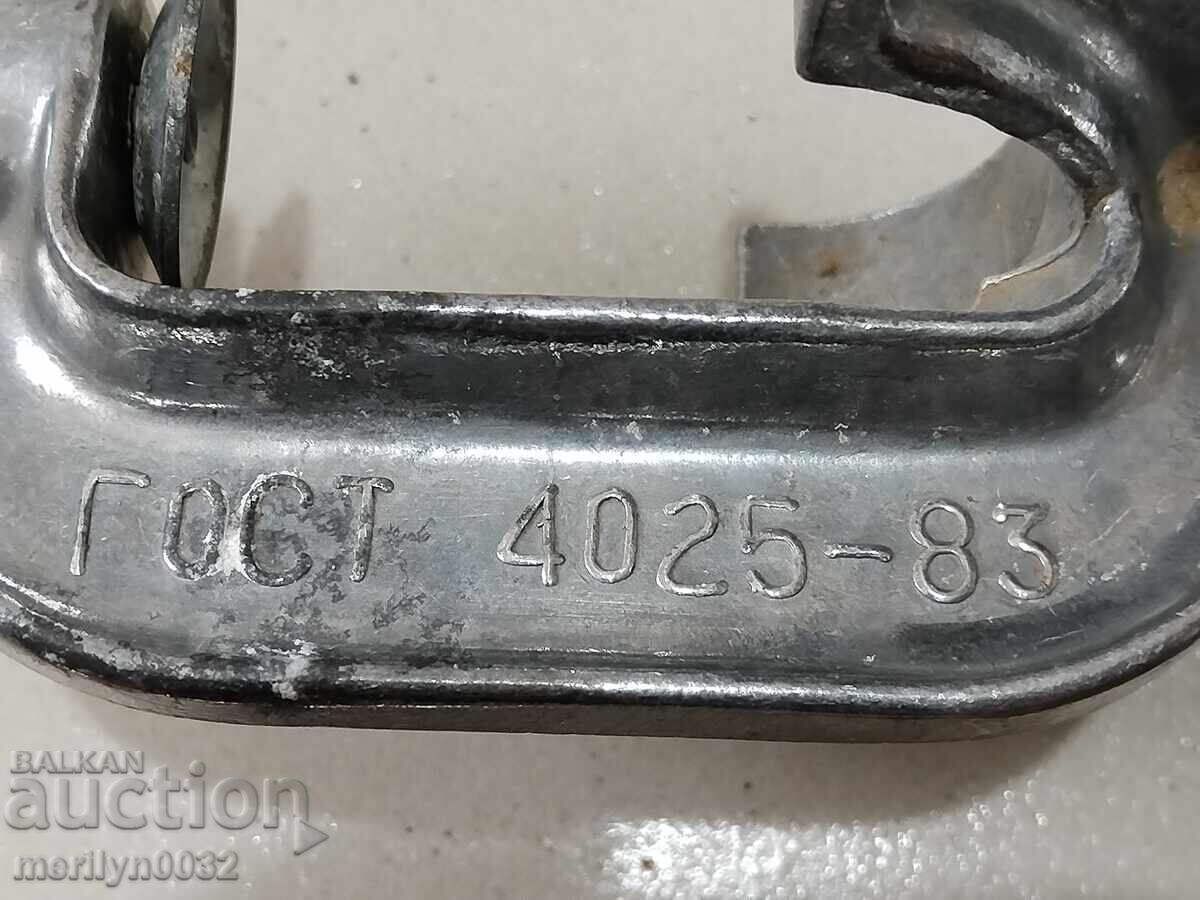 ГОСТ 4025-83
BALKAN
auction
merilyn0032